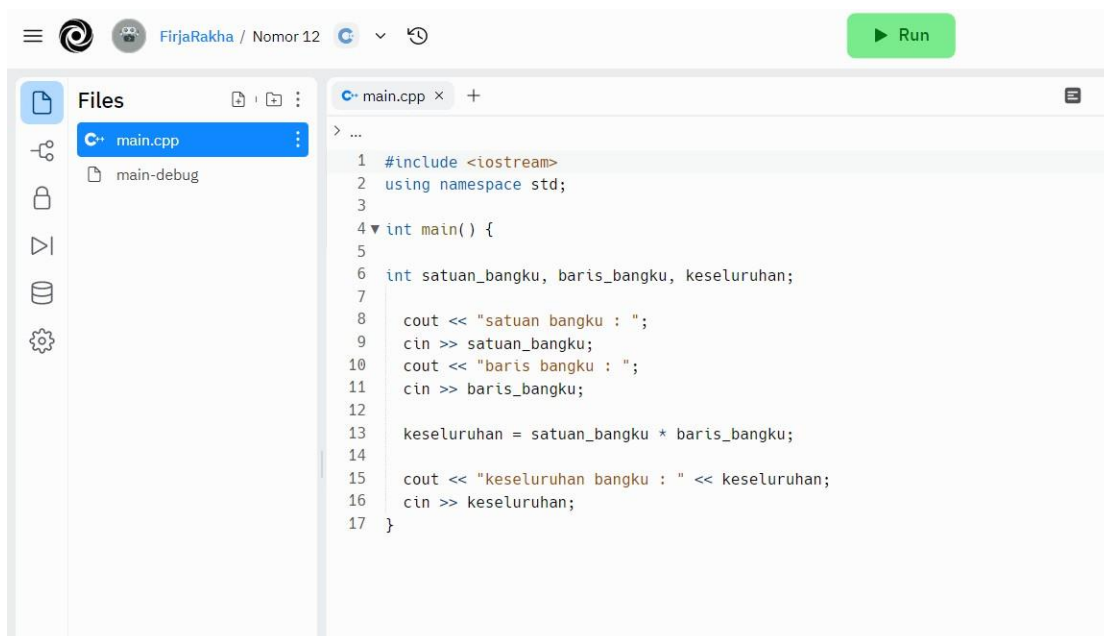 FirjaRakha / Nomor 12
Run
Files
main.cpp
main-debug
main.cpp × +
> ...
1 #include <iostream>
2 using namespace std;
3
4 int main() {
5
6 int satuan_bangku, baris_bangku, keseluruhan;
7
8 cout << "satuan bangku : ";
9 cin >> satuan_bangku;
10 cout << "baris bangku : ";
11 cin >> baris_bangku;
12
13 keseluruhan = satuan_bangku * baris_bangku;
14
15 cout << "keseluruhan bangku : " << keseluruhan;
16 cin >> keseluruhan;
17 }